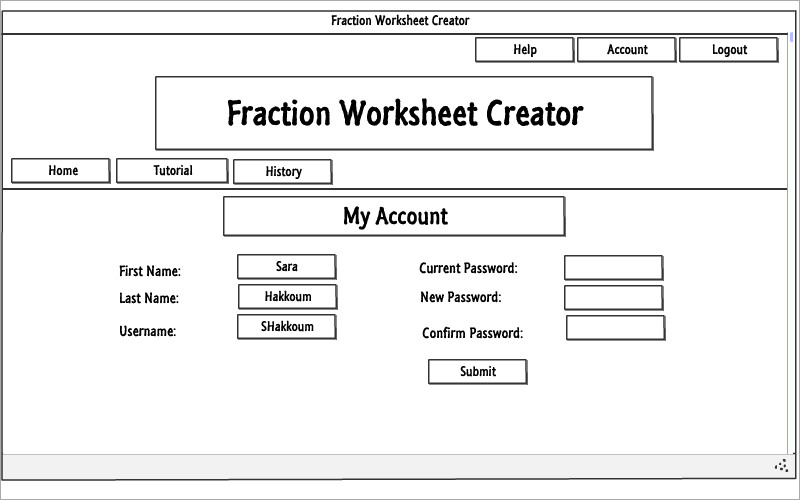 Fraction Worksheet Creator
Help Account Logout
Fraction Worksheet Creator
Home Tutorial History
My Account
First Name: Sara Current Password:
Last Name: Hakkoum New Password:
Username: SHakkoum Confirm Password:
Submit